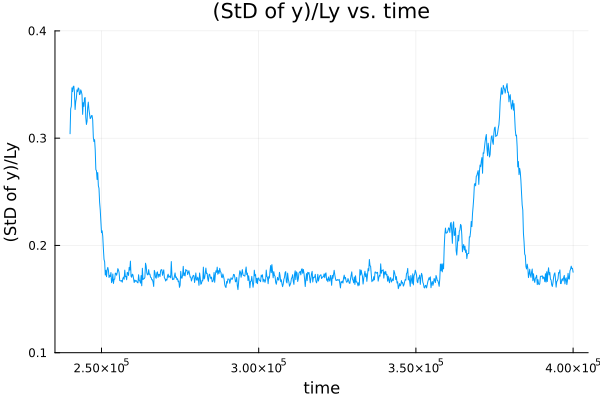 (StD of y)/Ly vs. time
(StD of y)/Ly
0.4
0.3
0.2
0.1
2.50×10⁵ 3.00×10⁵ 3.50×10⁵ 4.00×10⁵
time